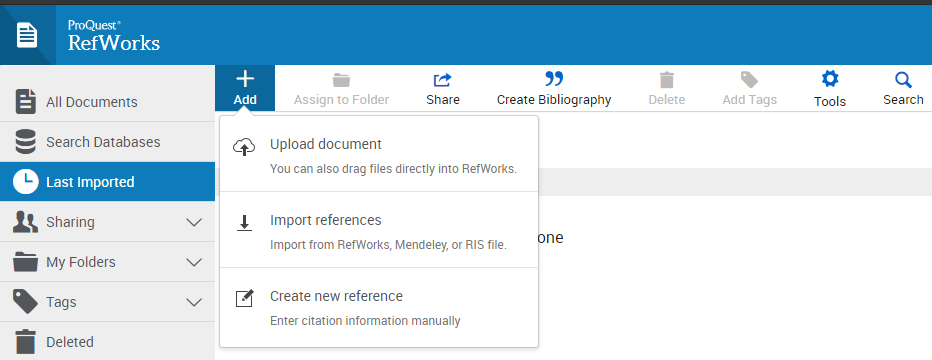 ProQuest®
RefWorks
Add
Assign to Folder
Share
Create Bibliography
Delete
Add Tags
Tools
Search
All Documents
Search Databases
Last Imported
Sharing
My Folders
Tags
Deleted
Upload document
You can also drag files directly into RefWorks.
Import references
Import from RefWorks, Mendeley, or RIS file.
one
Create new reference
Enter citation information manually